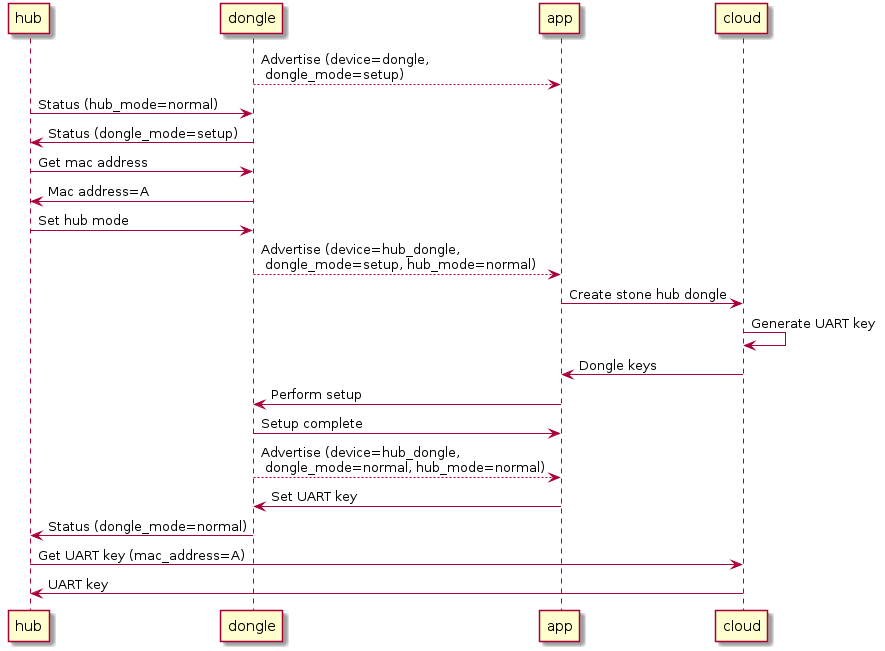 hub
dongle
app
cloud
Advertise (device=dongle,
dongle_mode=setup)
Status (hub_mode=normal)
Status (dongle_mode=setup)
Get mac address
Mac address=A
Set hub mode
Advertise (device=hub_dongle,
dongle_mode=setup, hub_mode=normal)
Create stone hub dongle
Generate UART key
Dongle keys
Perform setup
Setup complete
Advertise (device=hub_dongle,
dongle_mode=normal, hub_mode=normal)
Set UART key
Status (dongle_mode=normal)
Get UART key (mac_address=A)
UART key
hub
dongle
app
cloud